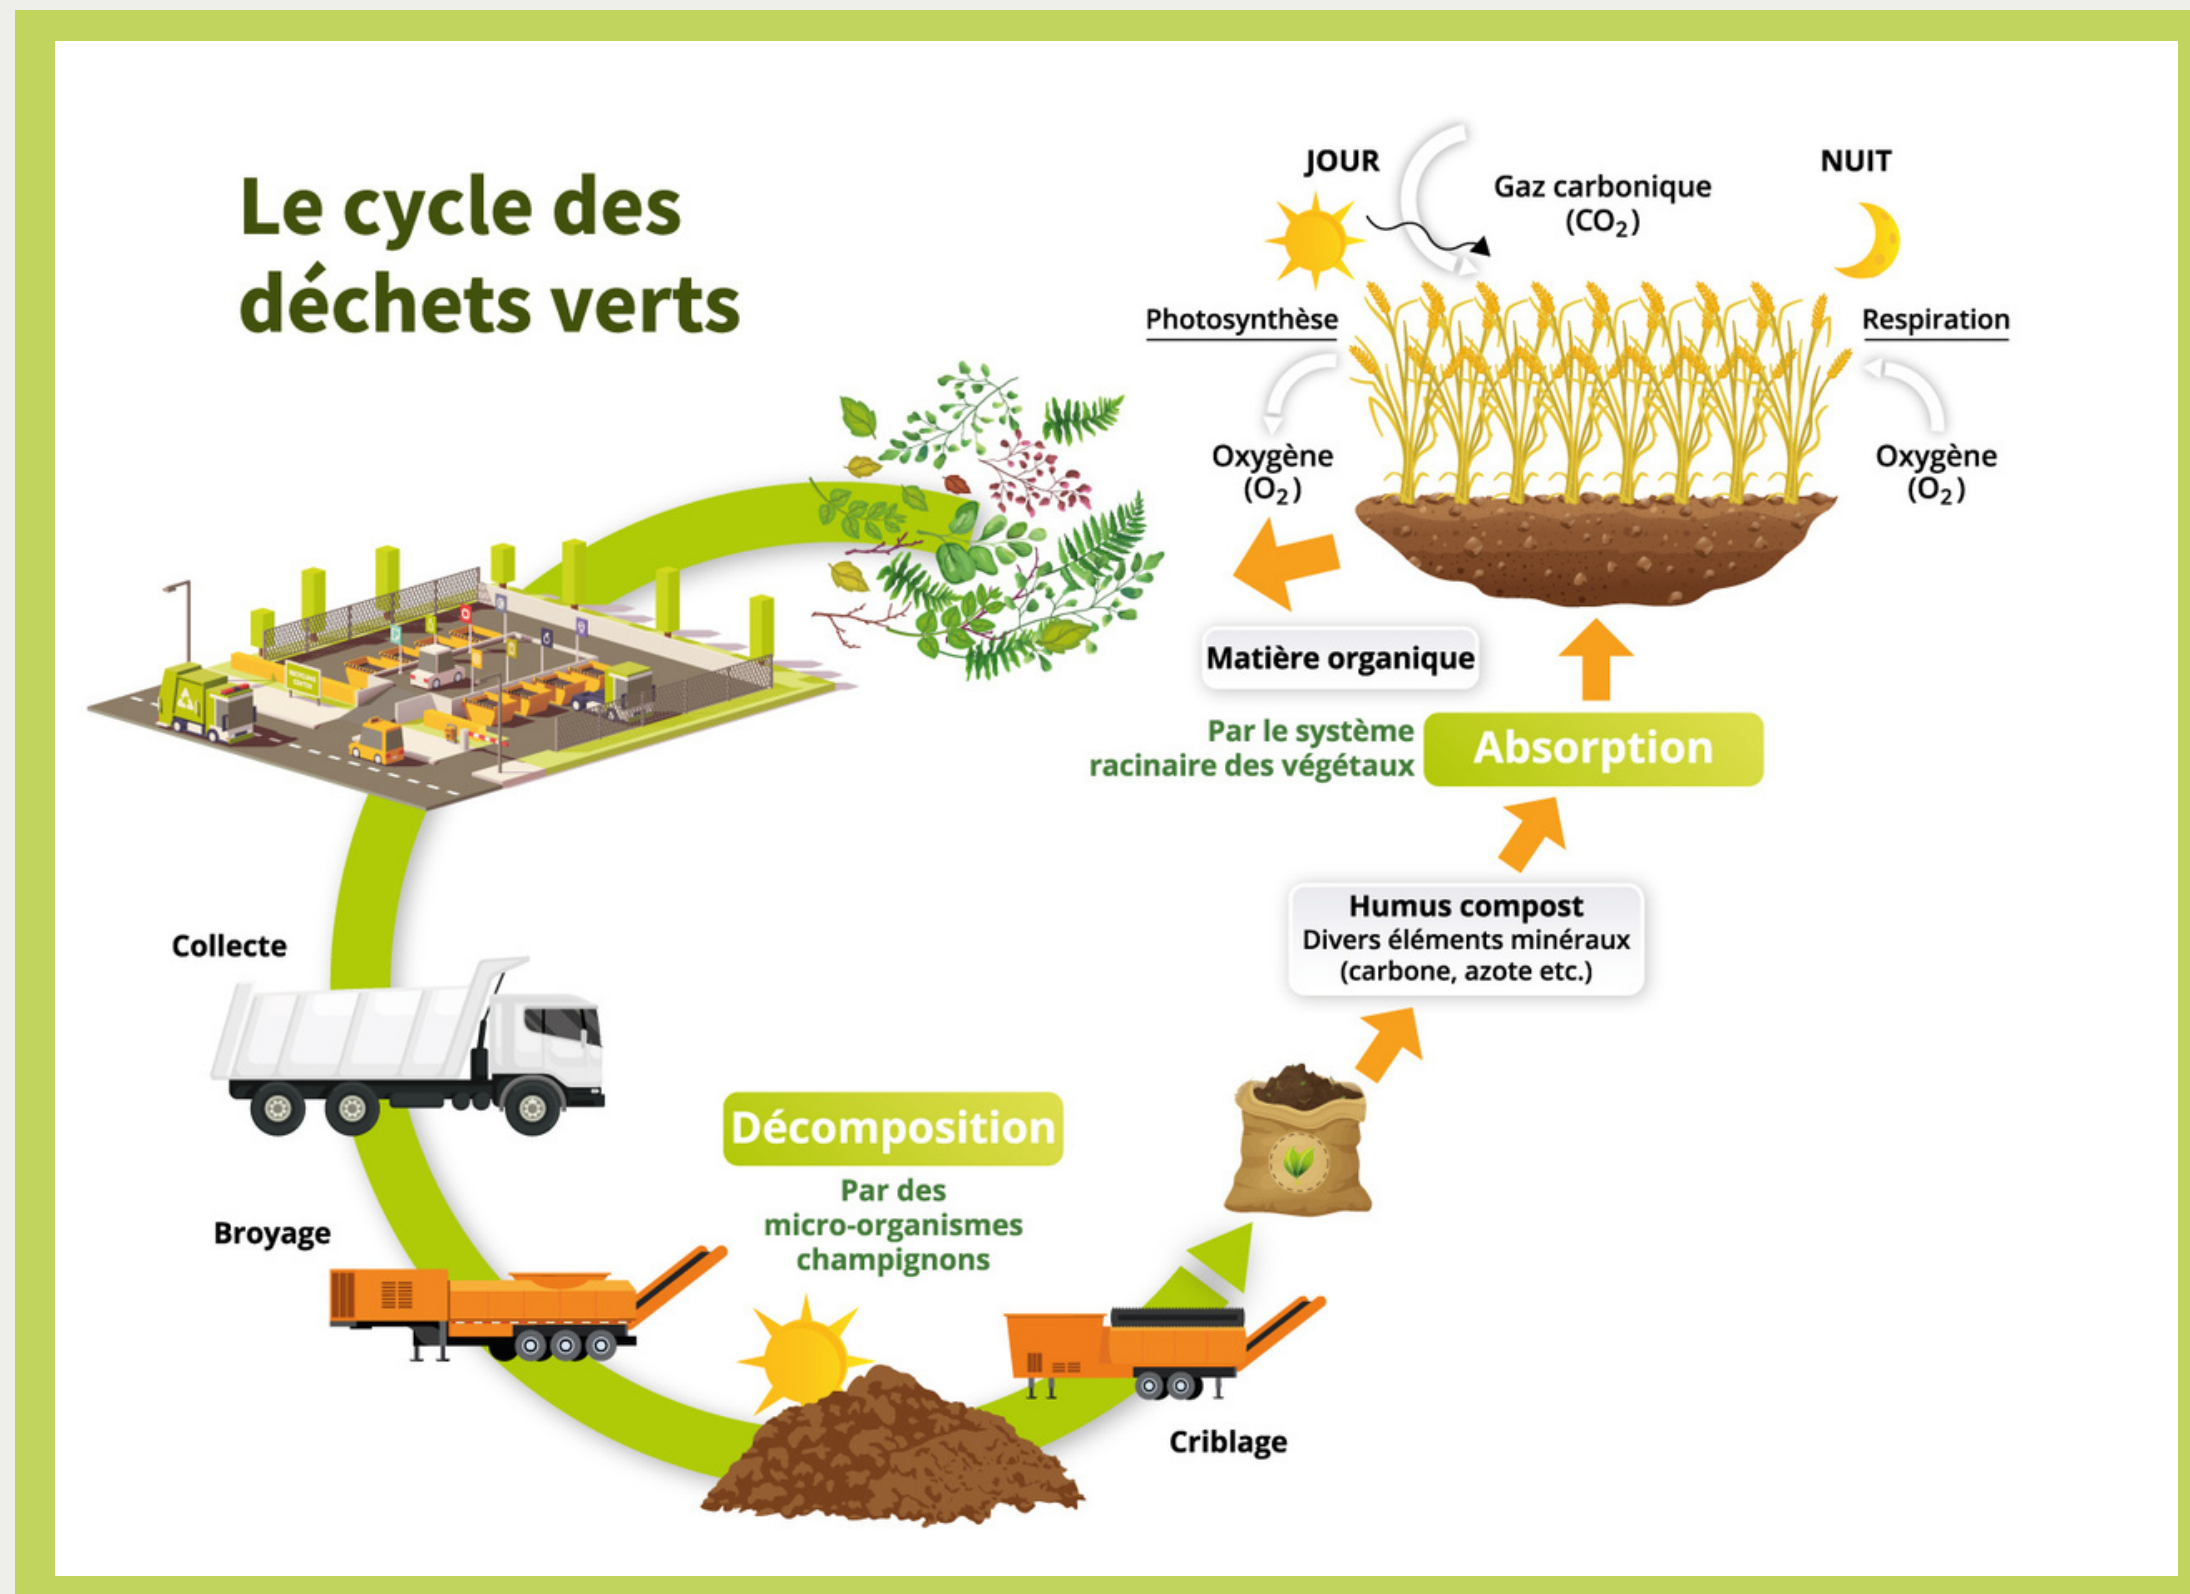 Le cycle des
déchets verts
JOUR
Gaz carbonique
(CO₂)
NUIT
Photosynthèse
Respiration
Oxygène
(O₂)
Oxygène
(O₂)
Matière organique
Par le système
racinaire des végétaux
Absorption
Humus compost
Divers éléments minéraux
(carbone, azote etc.)
RECYCLING
CENTER
Collecte
Décomposition
Par des
micro-organismes
champignons
Broyage
Criblage